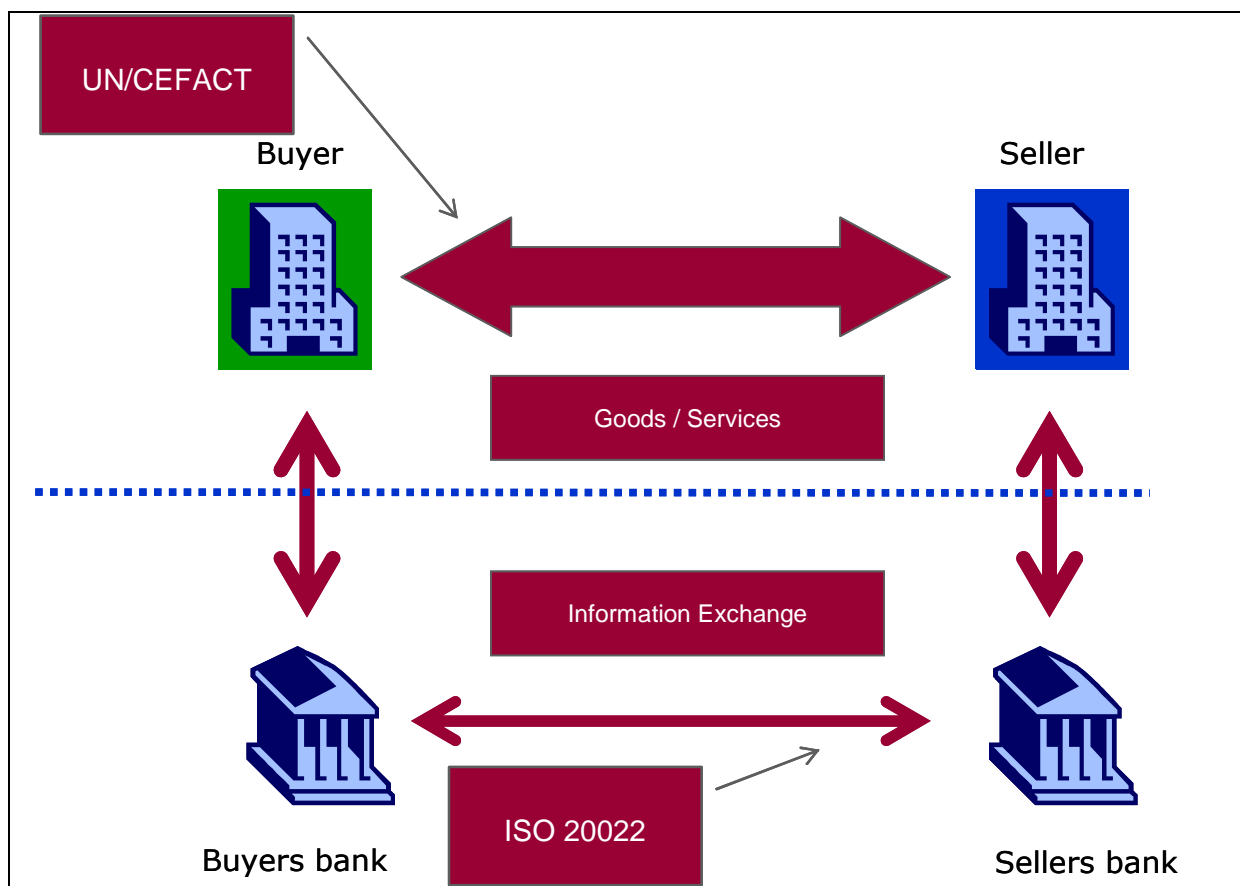 UN/CEFACT
Buyer
Seller
Goods / Services
Information Exchange
ISO 20022
Buyers bank
Sellers bank